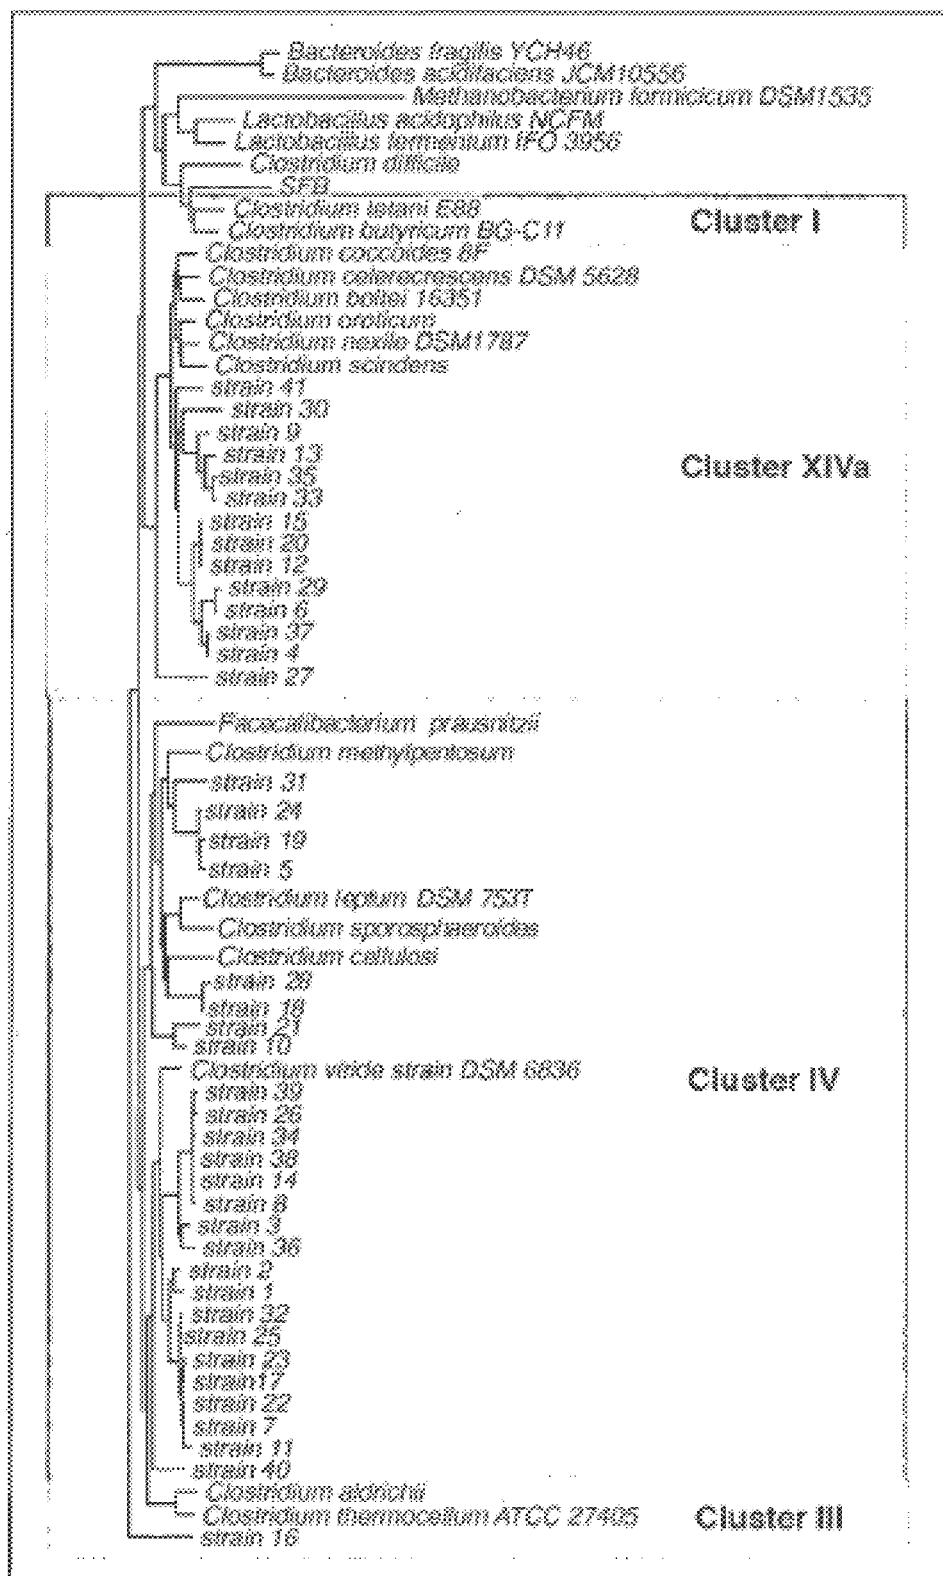 Bacteroides fragilis YCH46
Bacteroides acidifaciens JCM10556
Methanobacterium formicicum DSM1535
Lactobacillus acidophilus NCFM
Lactobacillus fermentum IFO 3956
Clostridium difficile
SFB
Clostridium tetani E88
Cluster I
Clostridium butyricum BG-C11
Clostridium coccoides 8F
Clostridium celerecrescens DSM 5628
Clostridium boltei 16351
Clostridium oroticum
Clostridium nexile DSM1787
Clostridium scindens
strain 41
strain 30
strain 9
strain 13
Cluster XIVa
strain 35
strain 33
strain 15
strain 20
strain 12
strain 29
strain 6
strain 37
strain 4
strain 27
Faecalibacterium prausnitzii
Clostridium methylpentosum
strain 31
strain 24
strain 19
strain 5
Clostridium leptum DSM 753T
Clostridium sporosphaeroides
Clostridium cellulosi
strain 28
strain 18
strain 21
strain 10
Clostridium viride strain DSM 6836
Cluster IV
strain 39
strain 26
strain 34
strain 38
strain 14
strain 8
strain 3
strain 36
strain 2
strain 1
strain 32
strain 25
strain 23
strain17
strain 22
strain 7
strain 11
strain 40
Clostridium aldrichii
Clostridium thermocellum ATCC 27405
Cluster III
strain 16